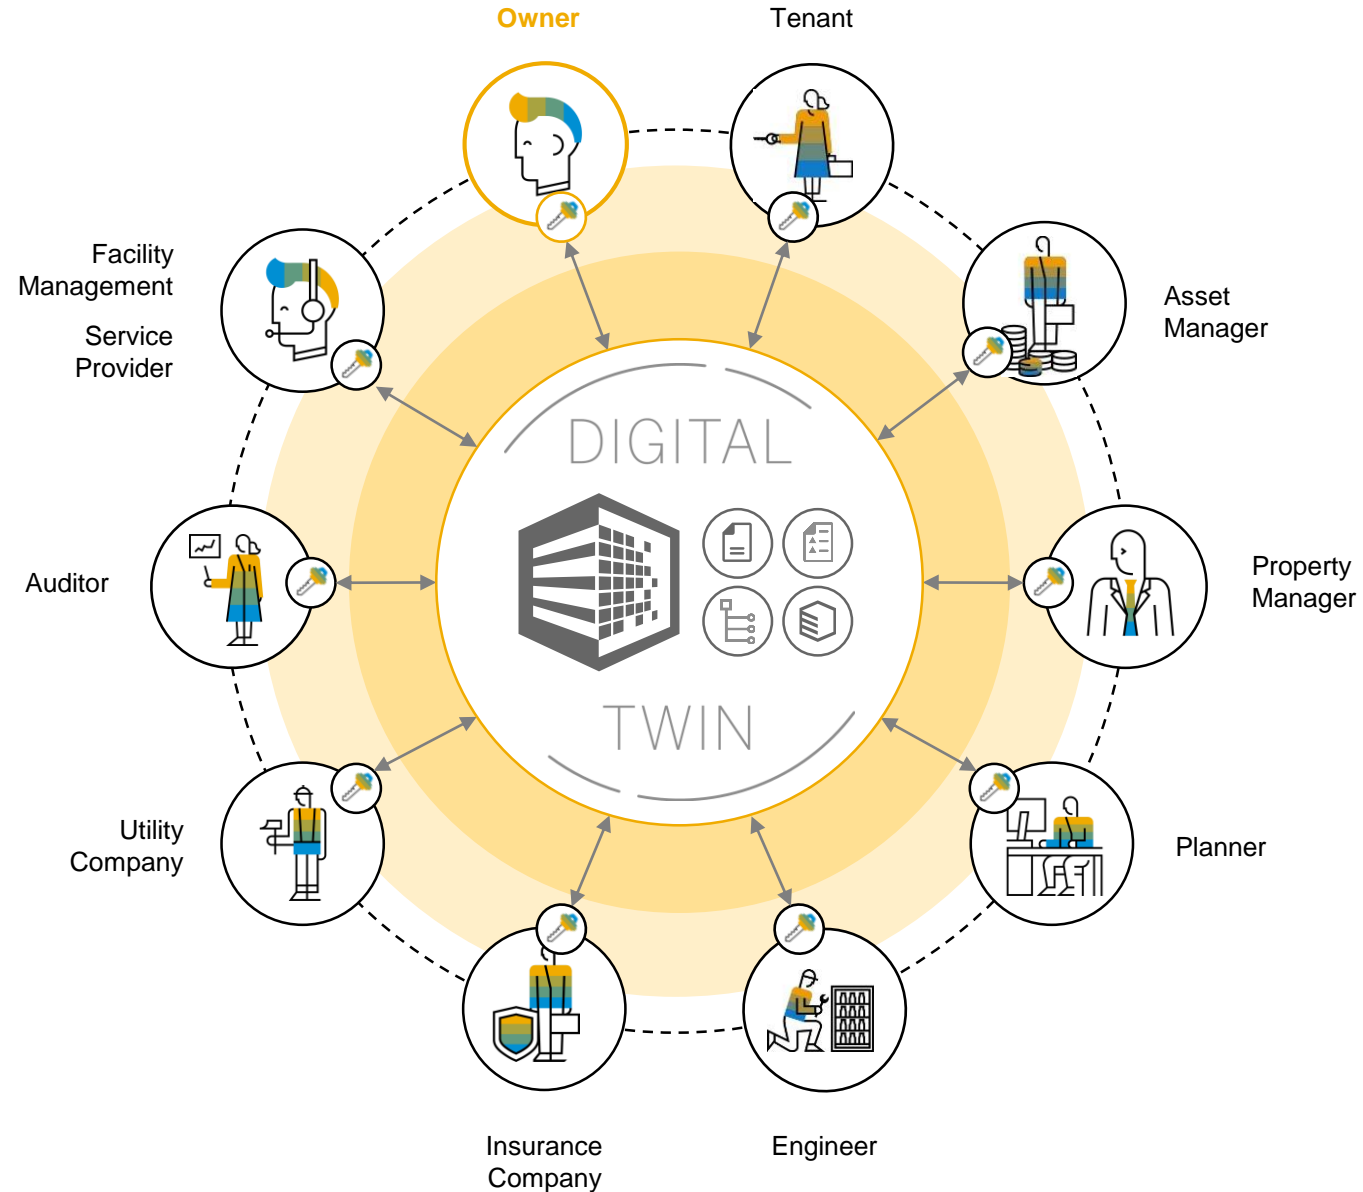 Owner
Tenant
Facility
Management
Service
Provider
Asset
Manager
DIGITAL
Auditor
Property
Manager
TWIN
Utility
Company
Planner
Insurance
Company
Engineer